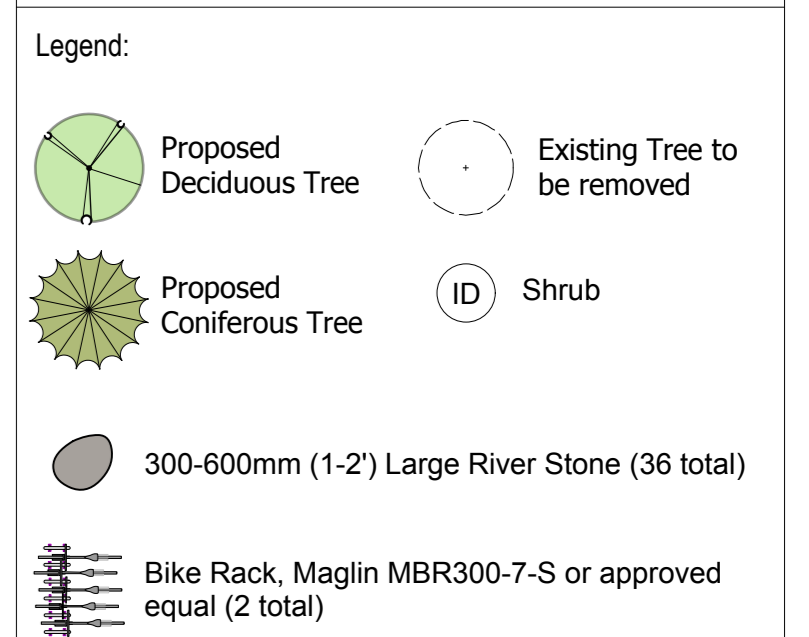 Legend:
Proposed
Deciduous Tree
Existing Tree to
be removed
Proposed
Coniferous Tree
ID
Shrub
300-600mm (1-2') Large River Stone (36 total)
Bike Rack, Maglin MBR300-7-S or approved
equal (2 total)